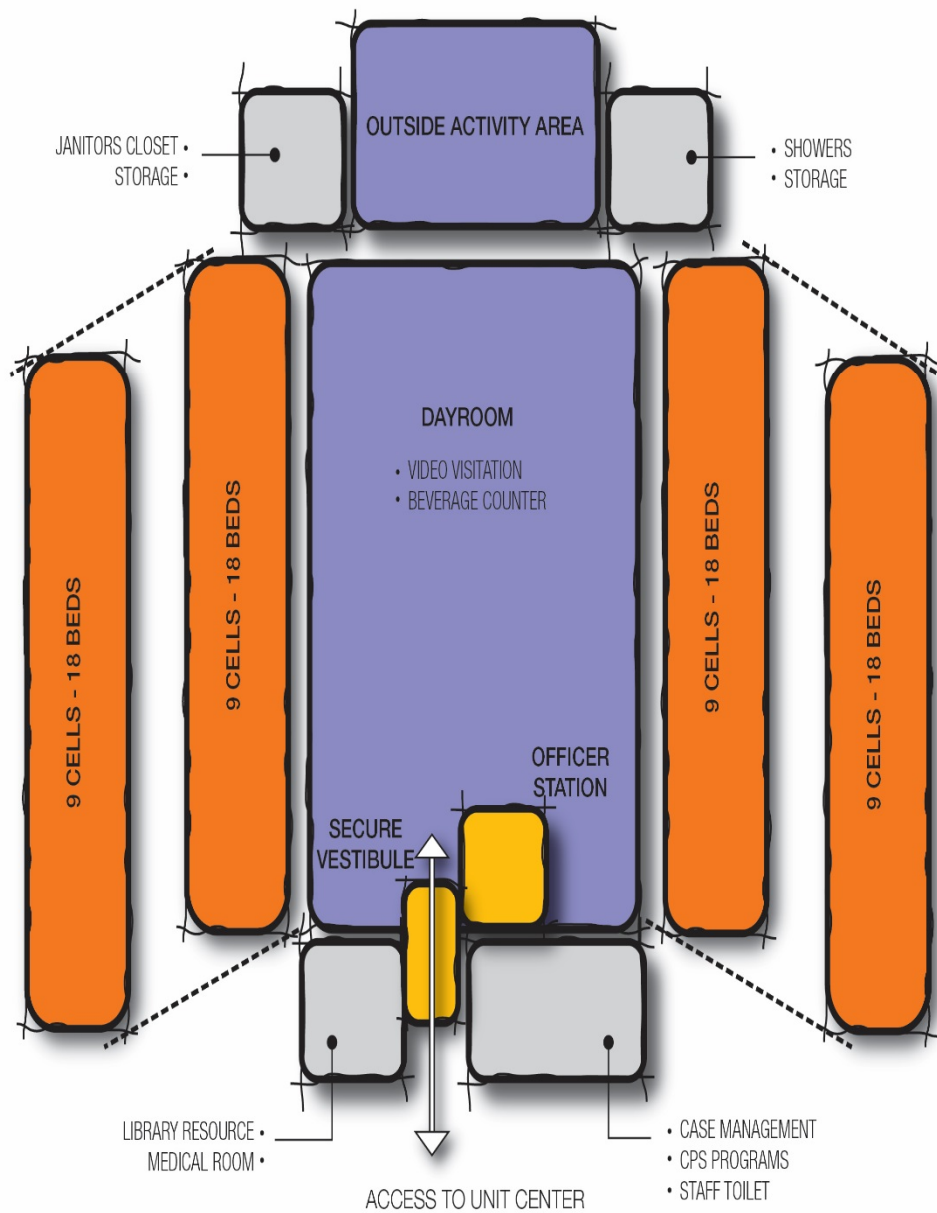 OUTSIDE ACTIVITY AREA
JANITORS CLOSET •
STORAGE •
• SHOWERS
• STORAGE
DAYROOM
• VIDEO VISITATION
• BEVERAGE COUNTER
9 CELLS - 18 BEDS
9 CELLS - 18 BEDS
9 CELLS - 18 BEDS
9 CELLS - 18 BEDS
OFFICER
STATION
SECURE
VESTIBULE
LIBRARY RESOURCE •
MEDICAL ROOM •
• CASE MANAGEMENT
• CPS PROGRAMS
• STAFF TOILET
ACCESS TO UNIT CENTER